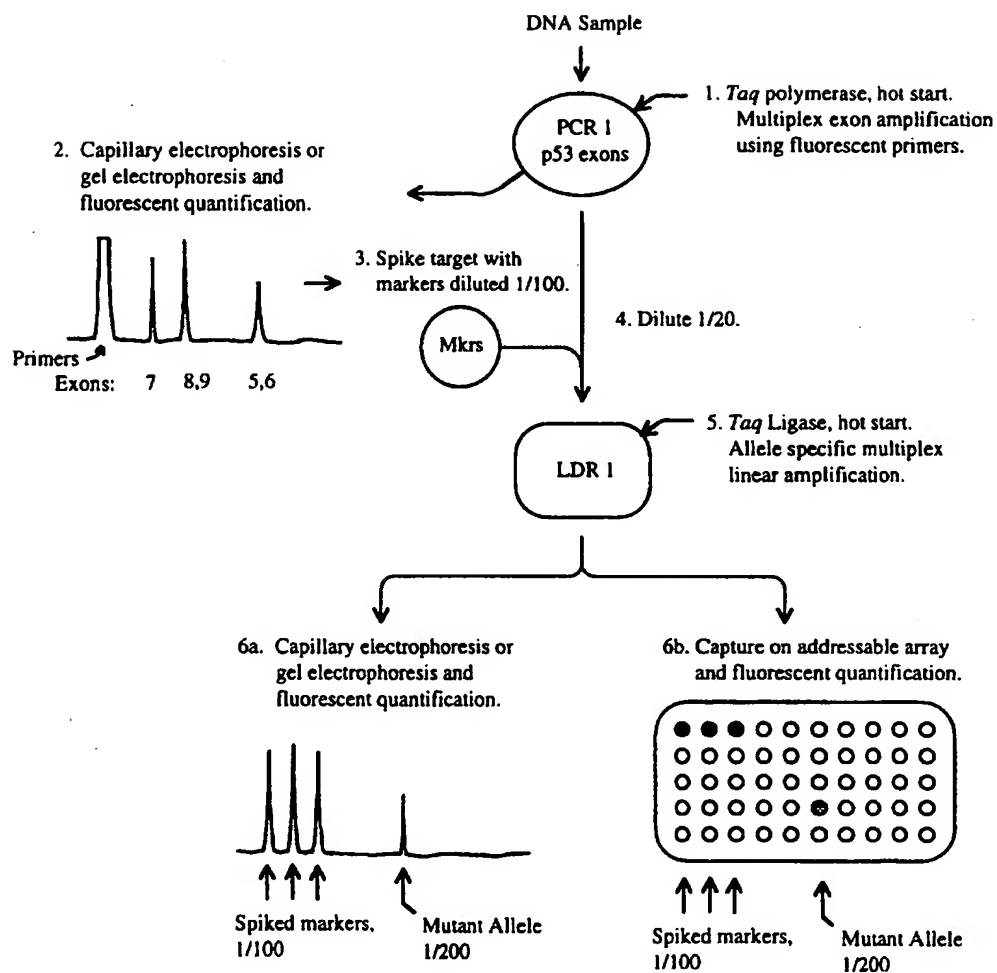 DNA Sample
PCR 1
p53 exons
1. Taq polymerase, hot start.
Multiplex exon amplification
using fluorescent primers.
2. Capillary electrophoresis or
gel electrophoresis and
fluorescent quantification.
Primers
Exons: 7 8,9 5,6
3. Spike target with
markers diluted 1/100.
Mkrs
4. Dilute 1/20.
5. Taq Ligase, hot start.
Allele specific multiplex
linear amplification.
LDR 1
6a. Capillary electrophoresis or
gel electrophoresis and
fluorescent quantification.
Spiked markers,
1/100
Mutant Allele
1/200
6b. Capture on addressable array
and fluorescent quantification.
Spiked markers,
1/100
Mutant Allele
1/200